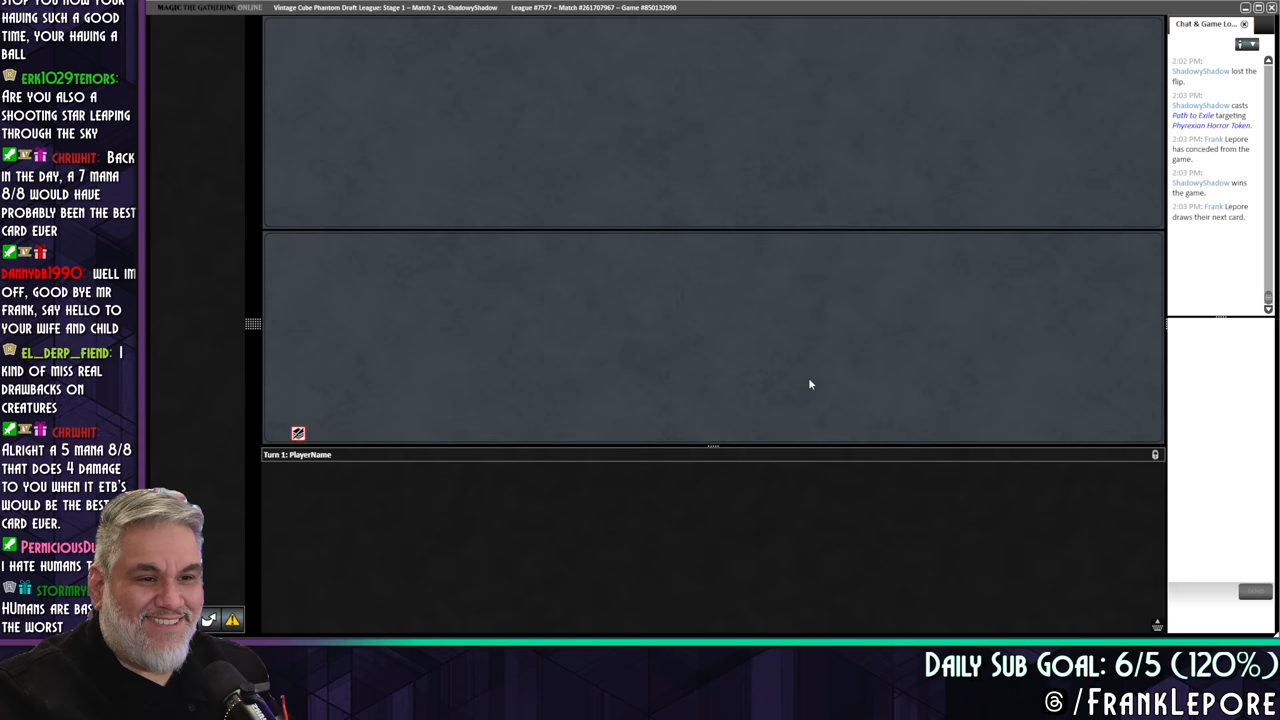 STOP YOU NOW YOUR
HAVING SUCH A GOOD
TIME, YOUR HAVING A
BALL
ERK1029TENORS:
ARE YOU ALSO A
SHOOTING STAR LEAPING
THROUGH THE SKY
CHRWHIT: BACK
IN THE DAY, A 7 MANA
8/8 WOULD HAVE
PROBABLY BEEN THE BEST
CARD EVER
DANNYDB1990: WELL IM
OFF, GOOD BYE MR
FRANK, SAY HELLO TO
YOUR WIFE AND CHILD
EL_DERP_FIEND: I
KIND OF MISS REAL
DRAWBACKS ON
CREATURES
CHRWHIT:
ALRIGHT A 5 MANA 8/8
THAT DOES 4 DAMAGE
TO YOU WHEN IT ETB'S
WOULD BE THE BEST
CARD EVER.
I HATE HUMANS
HUMANS ARE
THE WORST
MAGIC THE GATHERING ONLINE
Vintage Cube Phantom Draft League: Stage 1 – Match 2 vs. ShadowyShadow
League #7577 – Match #261707967 – Game #850132990
Turn 1: PlayerName
Chat & Game Lo...
2:02 PM:
ShadowyShadow lost the
flip.
2:03 PM:
ShadowyShadow casts
Path to Exile targeting
Phyrexian Horror Token.
2:03 PM: Frank Lepore
has conceded from the
game.
2:03 PM:
ShadowyShadow wins
the game.
2:03 PM: Frank Lepore
draws their next card.
SEND
DAILY SUB GOAL: 6/5 (120%)
/FRANKLEPORE